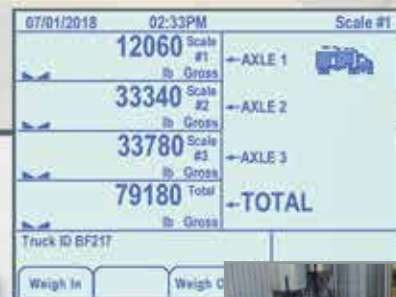 07/01/2018 02:33PM Scale #1
12060 Scale #1 lb Gross ←AXLE 1
33340 Scale #2 lb Gross ←AXLE 2
33780 Scale #3 lb Gross ←AXLE 3
79180 Total lb Gross ←TOTAL
Truck ID BF217
Weigh In Weigh